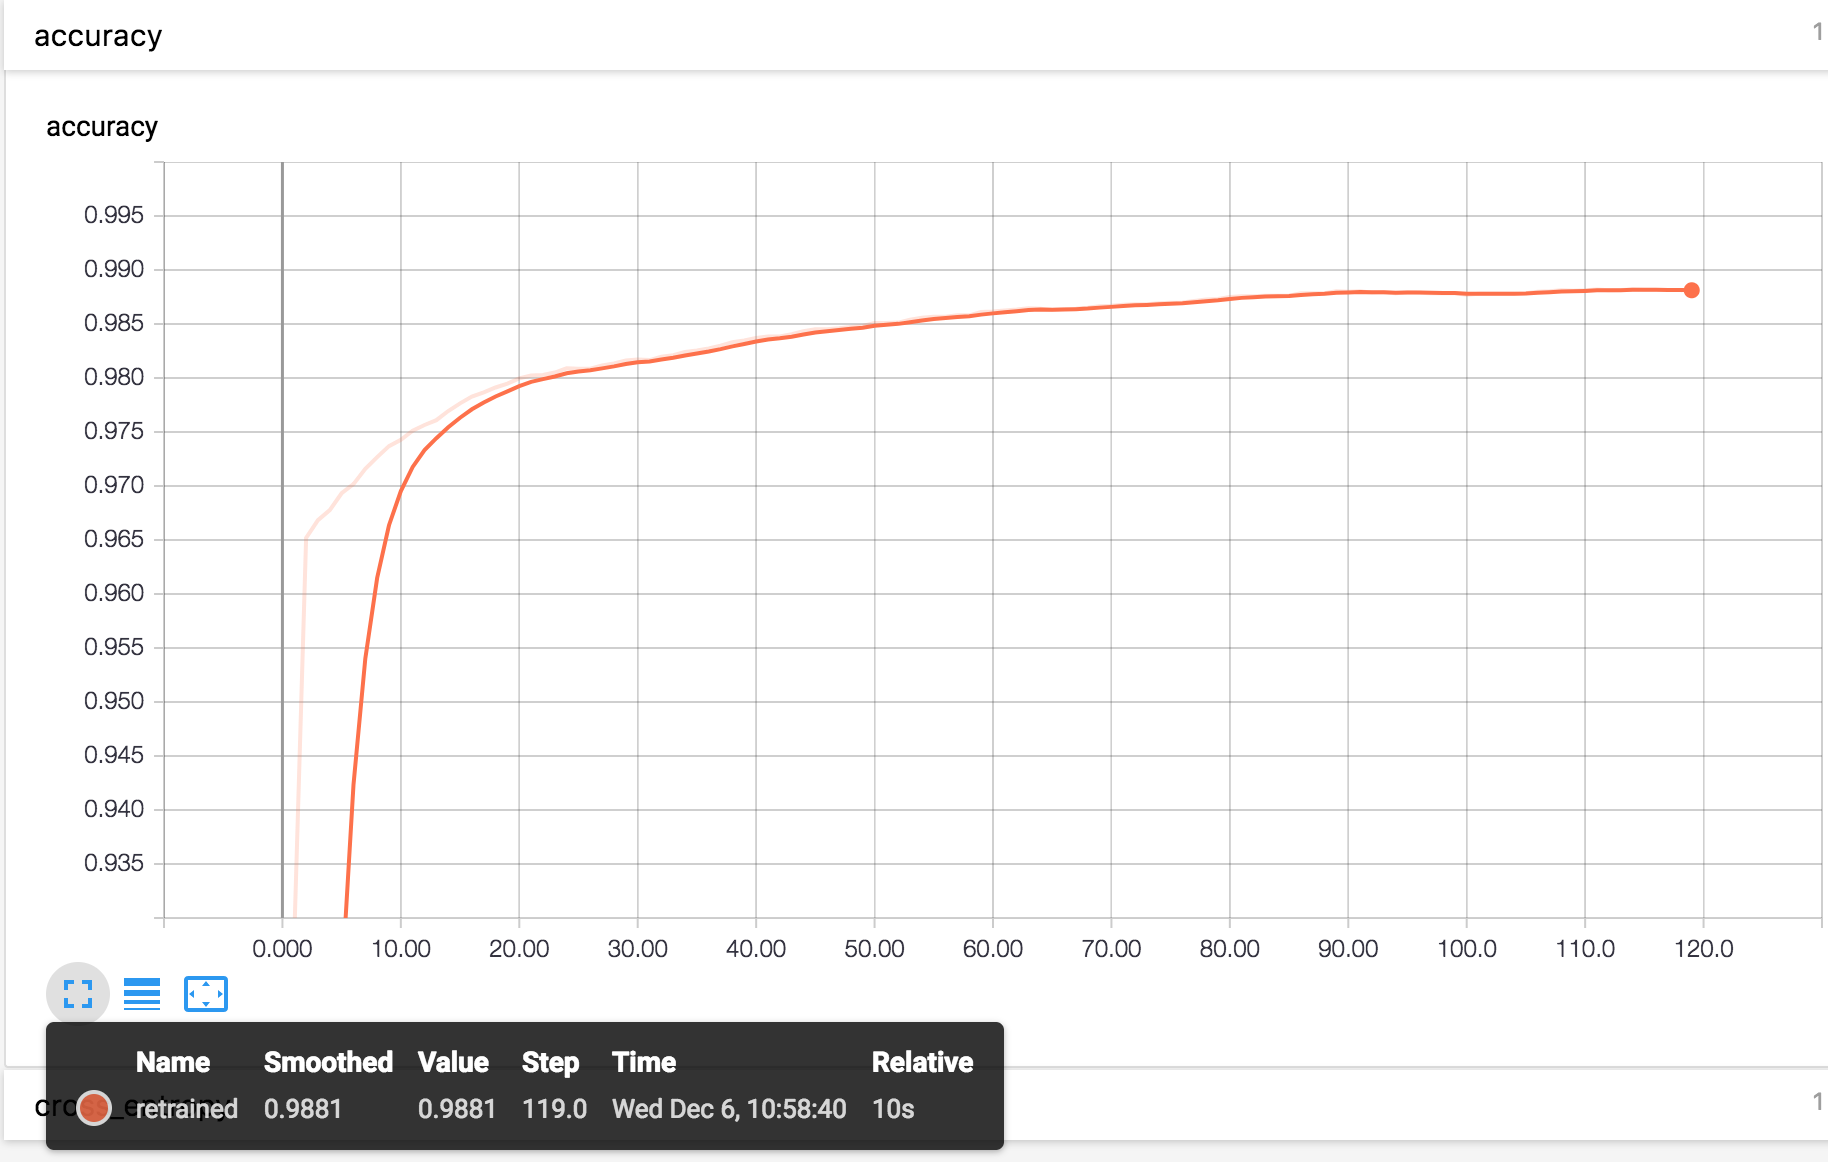 accuracy 1
accuracy
0.995
0.990
0.985
0.980
0.975
0.970
0.965
0.960
0.955
0.950
0.945
0.940
0.935
0.000 10.00 20.00 30.00 40.00 50.00 60.00 70.00 80.00 90.00 100.0 110.0 120.0
Name Smoothed Value Step Time Relative
retrained 0.9881 0.9881 119.0 Wed Dec 6, 10:58:40 10s
cross_entropy 1